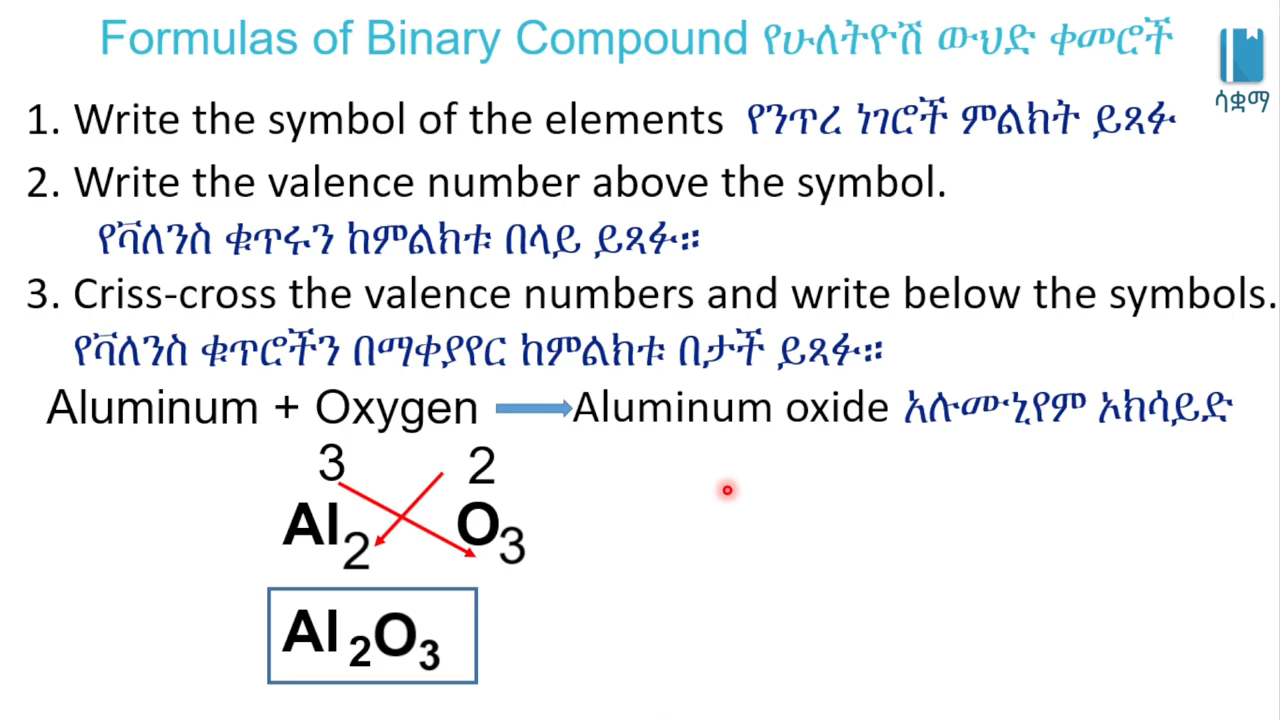 Formulas of Binary Compound የሁለትዮሽ ውህድ ቀመሮች
ሳቋማ
1. Write the symbol of the elements የንጥረ ነገሮች ምልክት ይጻፉ
2. Write the valence number above the symbol.
የቫለንስ ቁጥሩን ከምልክቱ በላይ ይጻፉ።
3. Criss-cross the valence numbers and write below the symbols.
የቫለንስ ቁጥሮችን በማቀያየር ከምልክቱ በታች ይጻፉ።
Aluminum + Oxygen Aluminum oxide አሉሙኒየም ኦክሳይድ
3 2
Al₂ O₃
Al₂O₃